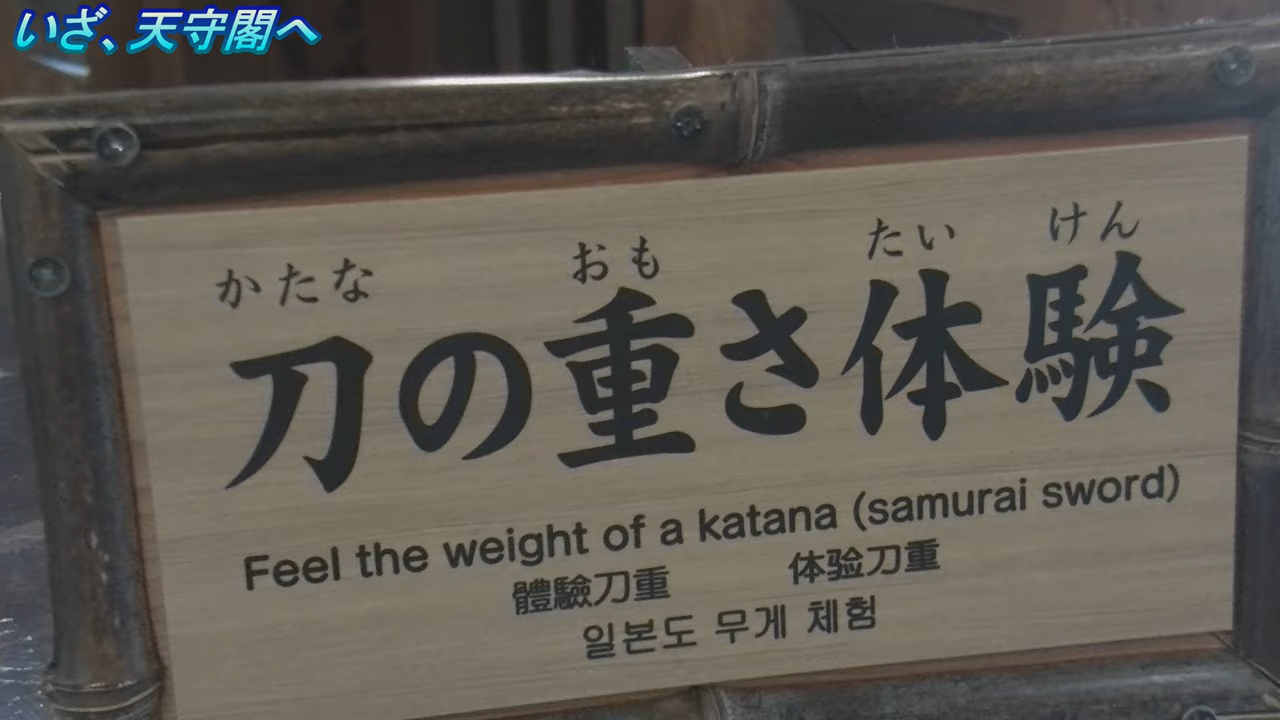 いざ、天守閣へ
かたな おも たい けん
刀の重さ体験
Feel the weight of a katana (samurai sword)
體驗刀重 体验刀重
일본도 무게 체험